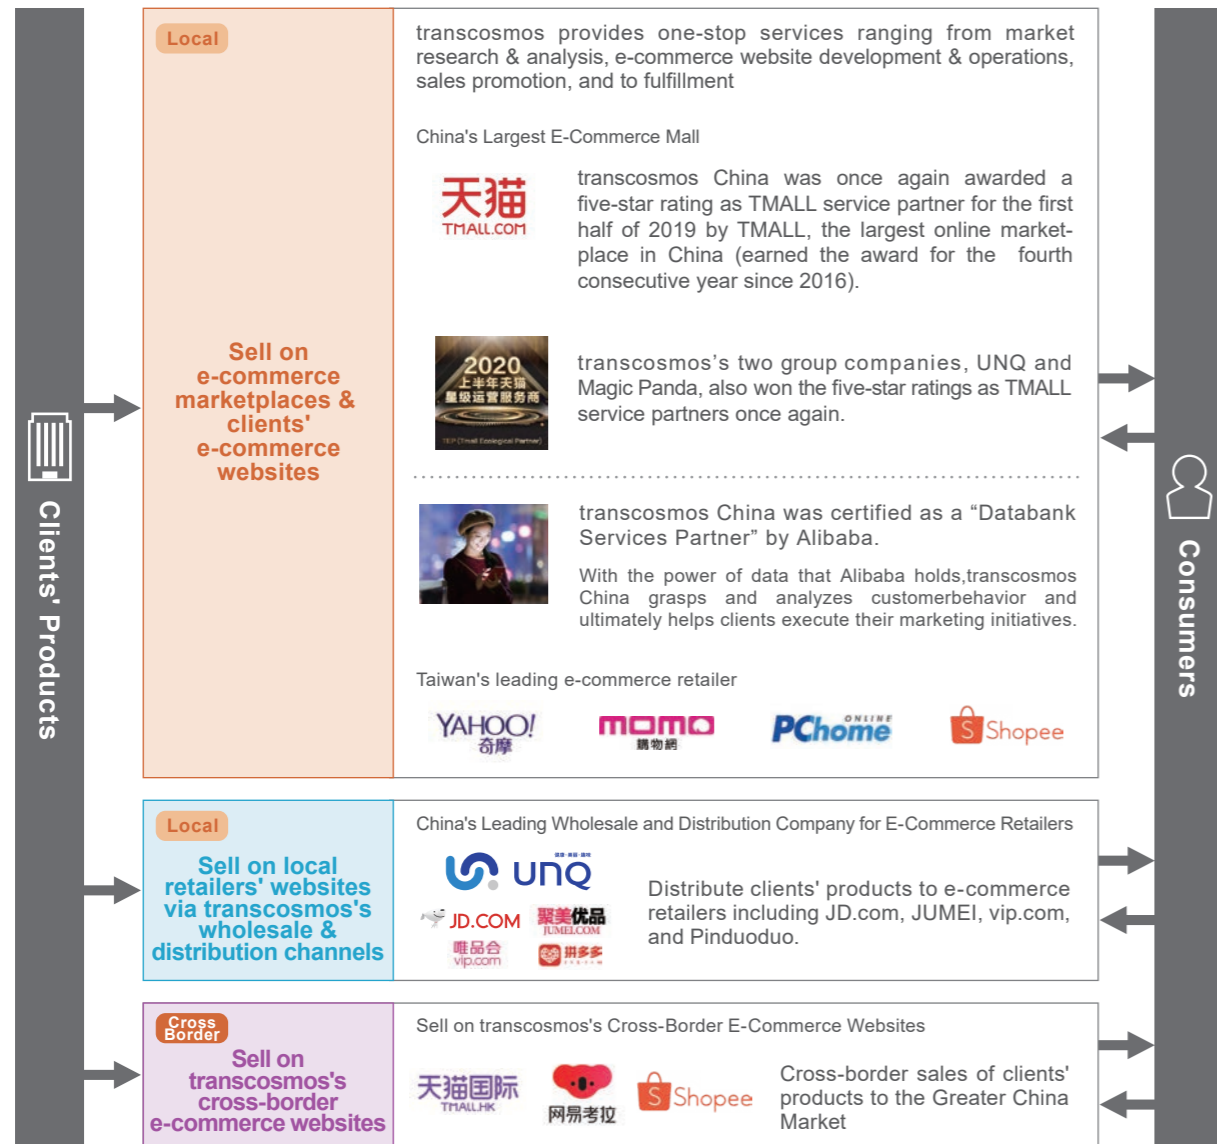 Clients' Products
Local
Sell on
e-commerce
marketplaces &
clients'
e-commerce
websites
transcosmos provides one-stop services ranging from market
research & analysis, e-commerce website development & operations,
sales promotion, and to fulfillment
China's Largest E-Commerce Mall
天猫
TMALL.COM
transcosmos China was once again awarded a
five-star rating as TMALL service partner for the first
half of 2019 by TMALL, the largest online market-
place in China (earned the award for the fourth
consecutive year since 2016).
2020
上半年天猫
星级运营服务商
TEP (Tmall Ecological Partner)
transcosmos's two group companies, UNQ and
Magic Panda, also won the five-star ratings as TMALL
service partners once again.
transcosmos China was certified as a “Databank
Services Partner” by Alibaba.
With the power of data that Alibaba holds,transcosmos
China grasps and analyzes customerbehavior and
ultimately helps clients execute their marketing initiatives.
Taiwan's leading e-commerce retailer
YAHOO!
奇摩
momo
購物網
PChome
ONLINE
S Shopee
Local
Sell on local
retailers' websites
via transcosmos's
wholesale &
distribution channels
China's Leading Wholesale and Distribution Company for E-Commerce Retailers
UNQ
JD.COM
聚美优品
JUMEI.COM
唯品会
vip.com
拼多多
Distribute clients' products to e-commerce
retailers including JD.com, JUMEI, vip.com,
and Pinduoduo.
Cross
Border
Sell on
transcosmos's
cross-border
e-commerce websites
Sell on transcosmos's Cross-Border E-Commerce Websites
天猫国际
TMALL.HK
网易考拉
S Shopee
Cross-border sales of clients'
products to the Greater China
Market
Consumers